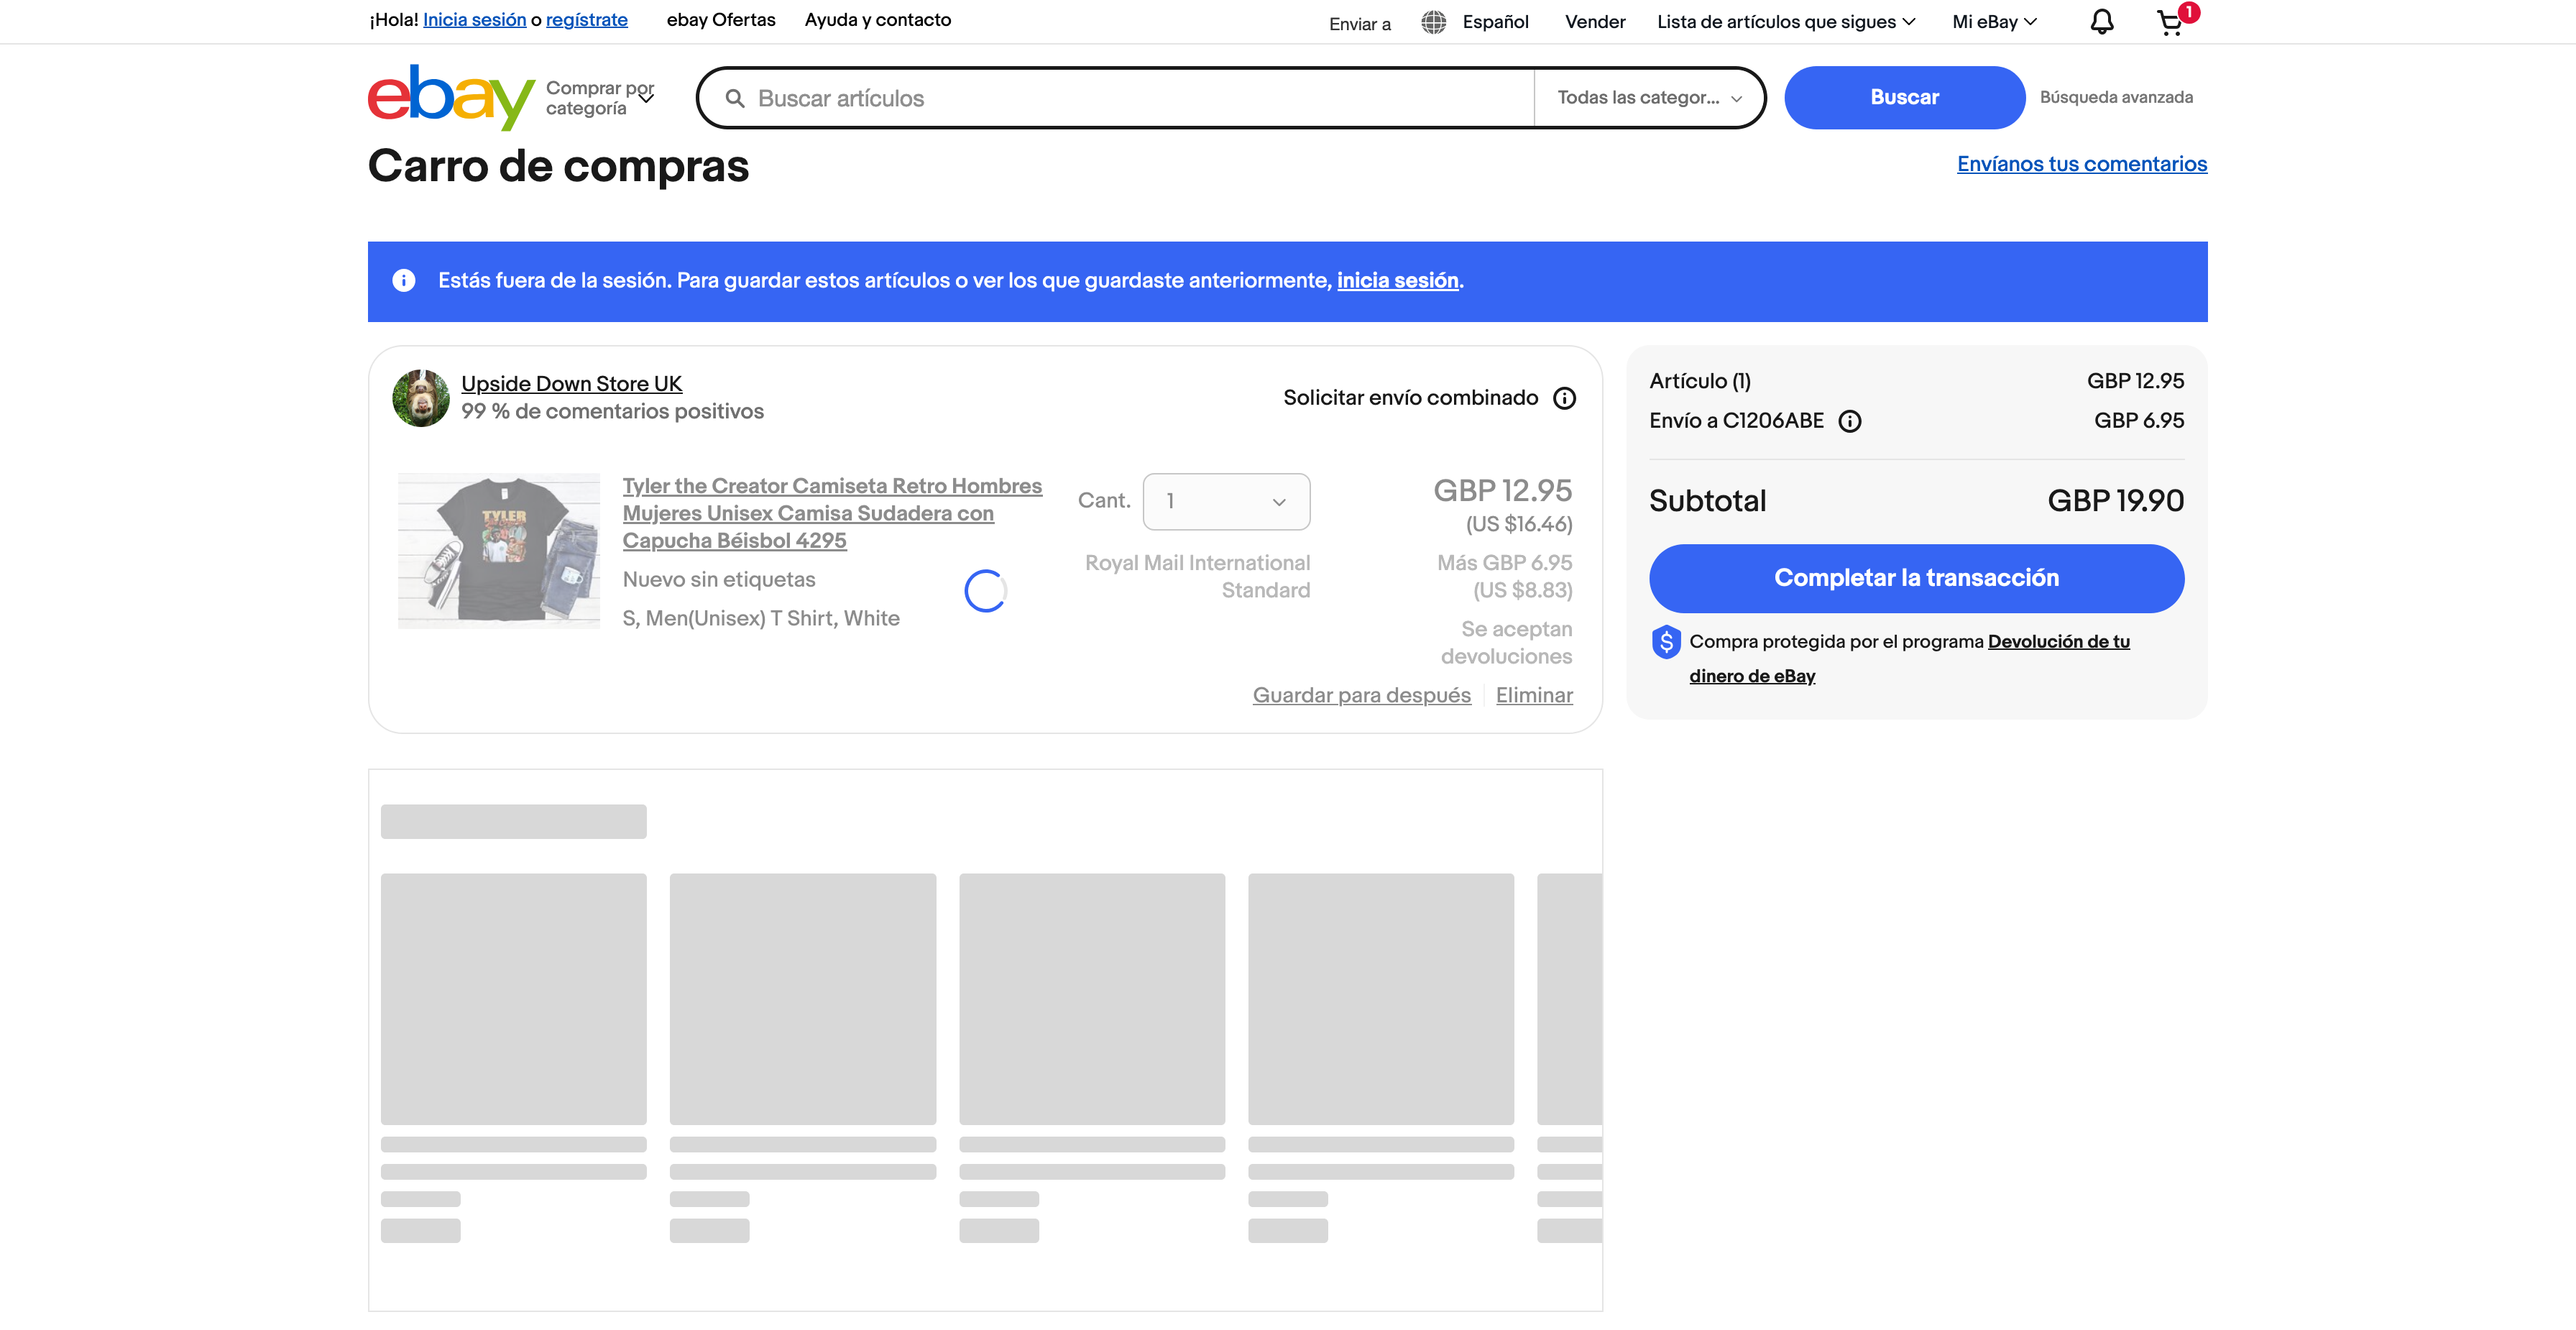 ¡Hola! Inicia sesión o regístrate
ebay Ofertas
Ayuda y contacto
Enviar a
Español
Vender
Lista de artículos que sigues
Mi eBay
1
ebay
Comprar por
categoría
Buscar artículos
Todas las categor...
Buscar
Búsqueda avanzada
Carro de compras
Envíanos tus comentarios
Estás fuera de la sesión. Para guardar estos artículos o ver los que guardaste anteriormente, inicia sesión.
Upside Down Store UK
99 % de comentarios positivos
Solicitar envío combinado
TYLER
Tyler the Creator Camiseta Retro Hombres
Mujeres Unisex Camisa Sudadera con
Capucha Béisbol 4295
Nuevo sin etiquetas
S, Men(Unisex) T Shirt, White
Cant.
1
Royal Mail International
Standard
GBP 12.95
(US $16.46)
Más GBP 6.95
(US $8.83)
Se aceptan
devoluciones
Guardar para después
Eliminar
Artículo (1)
GBP 12.95
Envío a C1206ABE
GBP 6.95
Subtotal
GBP 19.90
Completar la transacción
Compra protegida por el programa Devolución de tu
dinero de eBay